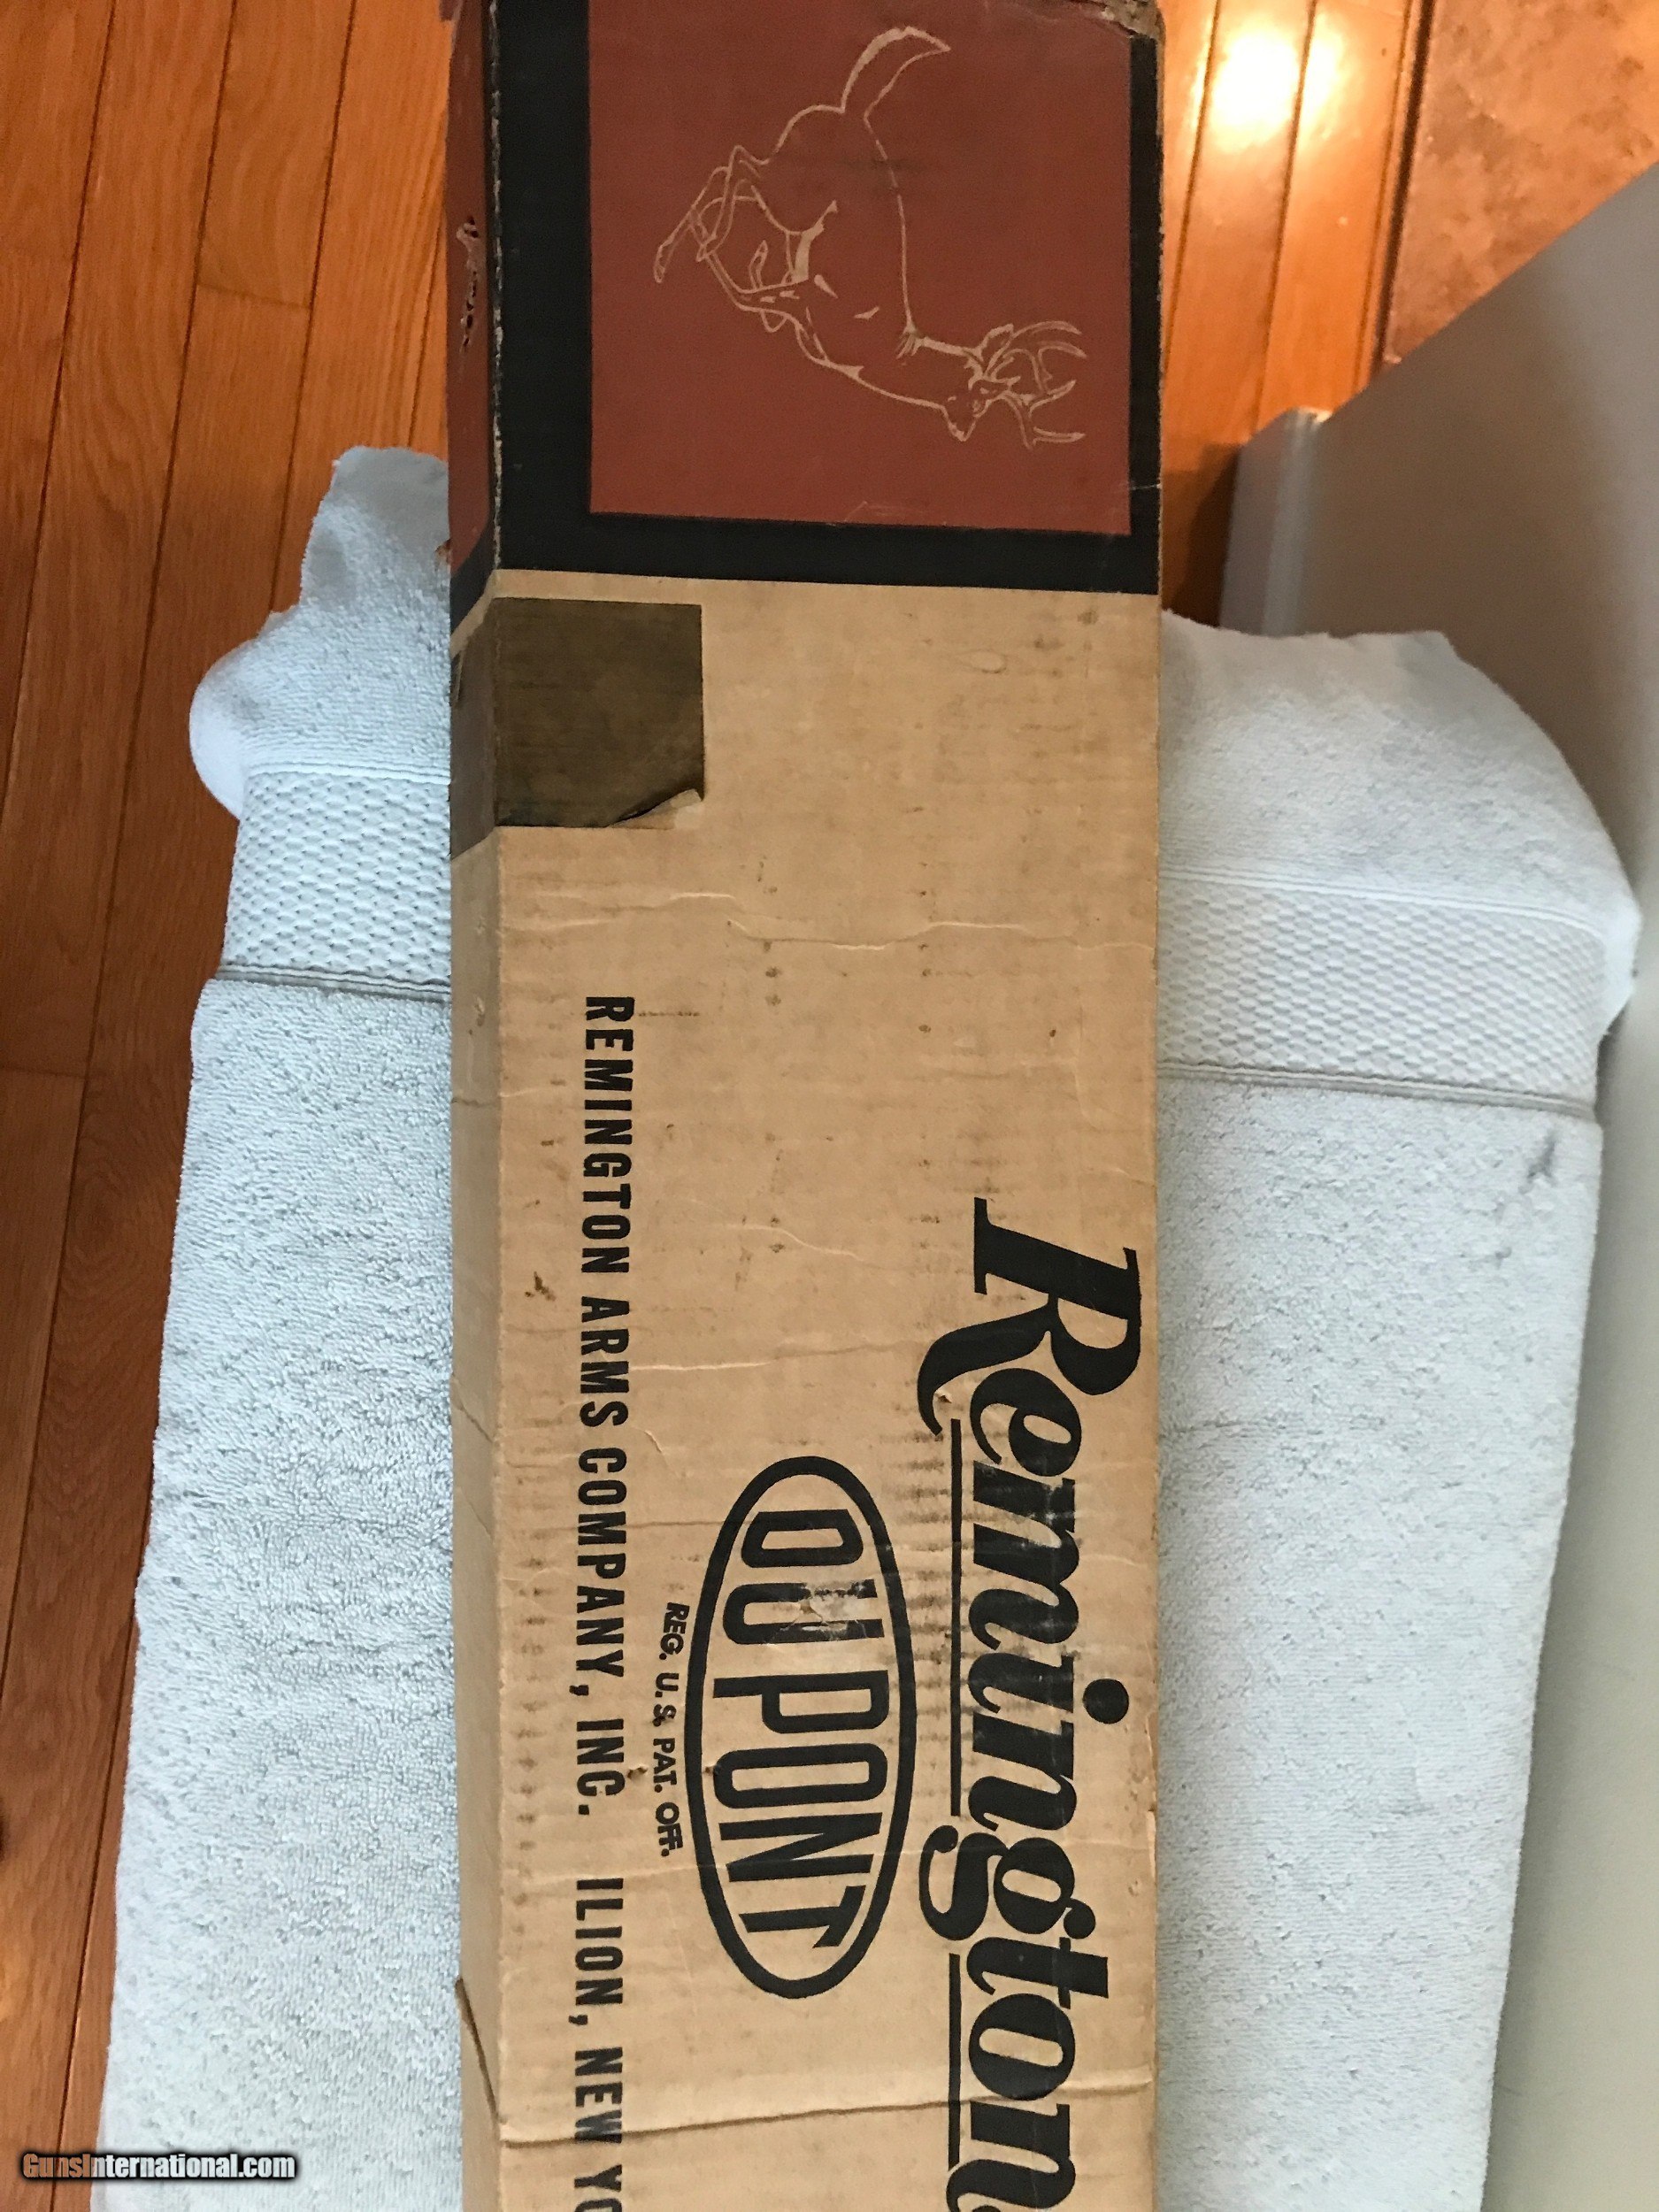 Remington
DU PONT
REG. U.S. PAT. OFF.
REMINGTON ARMS COMPANY, INC. ILION, NEW YO
GunsInternational.com